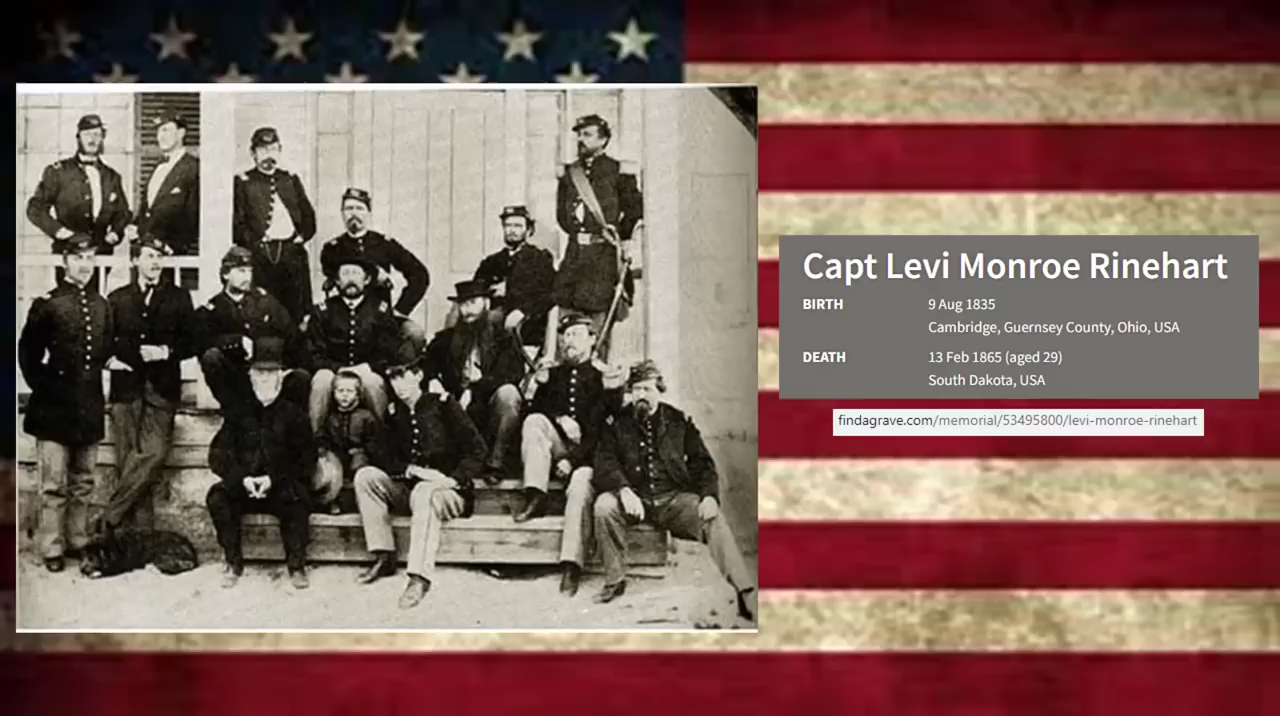 Capt Levi Monroe Rinehart
BIRTH 9 Aug 1835
Cambridge, Guernsey County, Ohio, USA
DEATH 13 Feb 1865 (aged 29)
South Dakota, USA
findagrave.com/memorial/53495800/levi-monroe-rinehart